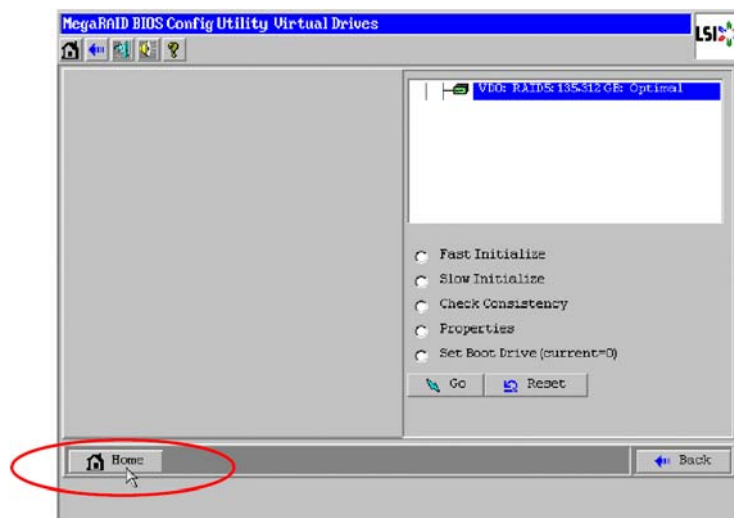 MegaRAID BIOS Config Utility Virtual Drives
LSI
VD0: RAID5: 135.312 GB: Optimal
Fast Initialize
Slow Initialize
Check Consistency
Properties
Set Boot Drive (current=0)
Go
Reset
Home
Back